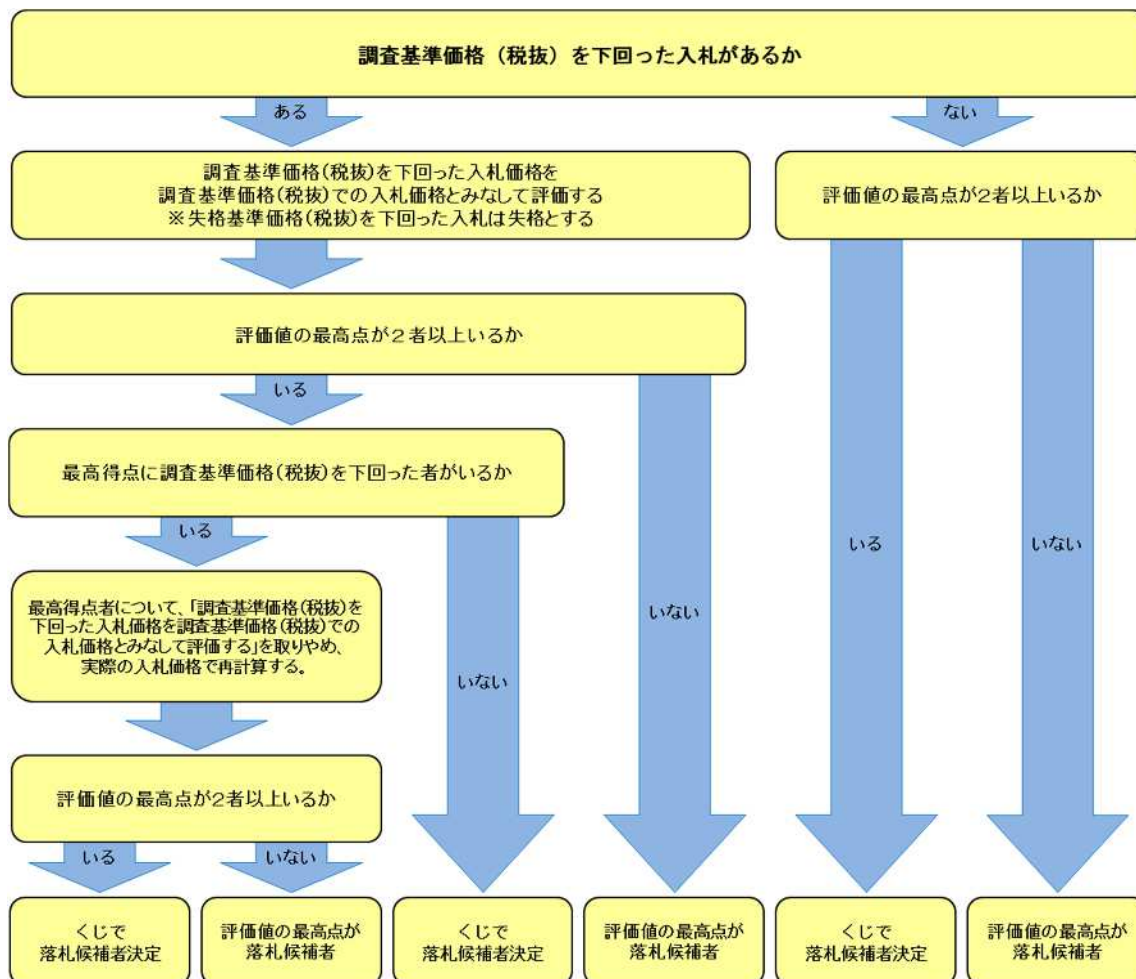 調査基準価格（税抜）を下回った入札があるか
ある
ない
調査基準価格(税抜)を下回った入札価格を
調査基準価格(税抜)での入札価格とみなして評価する
※失格基準価格(税抜)を下回った入札は失格とする
評価値の最高点が2者以上いるか
評価値の最高点が２者以上いるか
いる
最高得点に調査基準価格(税抜)を下回った者がいるか
いる
いる
いない
最高得点者について、「調査基準価格(税抜)を
下回った入札価格を調査基準価格(税抜)での
入札価格とみなして評価する」を取りやめ、
実際の入札価格で再計算する。
いない
いない
評価値の最高点が2者以上いるか
いる
いない
くじで
落札候補者決定
評価値の最高点が
落札候補者
くじで
落札候補者決定
評価値の最高点が
落札候補者
くじで
落札候補者決定
評価値の最高点が
落札候補者